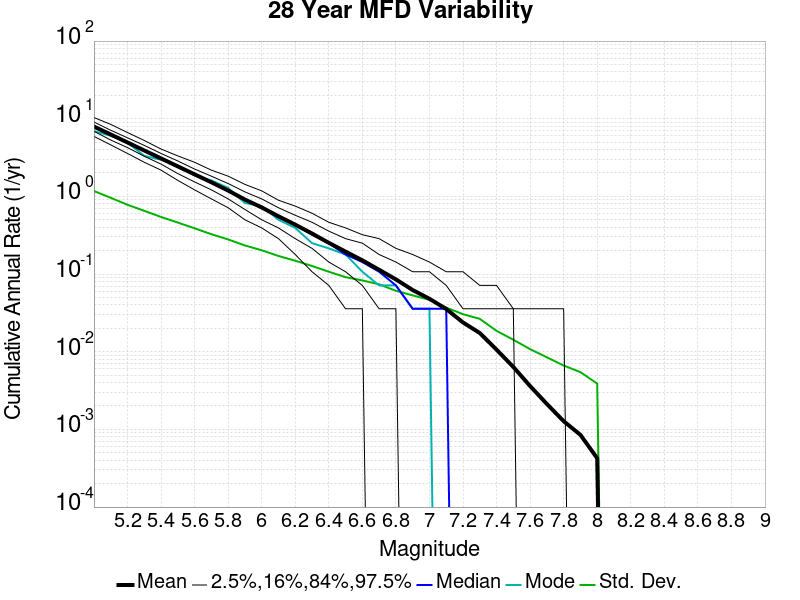 28 Year MFD Variability
Cumulative Annual Rate (1/yr)
10^2
10^1
10^0
10^-1
10^-2
10^-3
10^-4
5.2 5.4 5.6 5.8 6 6.2 6.4 6.6 6.8 7 7.2 7.4 7.6 7.8 8 8.2 8.4 8.6 8.8 9
Magnitude
Mean 2.5%,16%,84%,97.5% Median Mode Std. Dev.